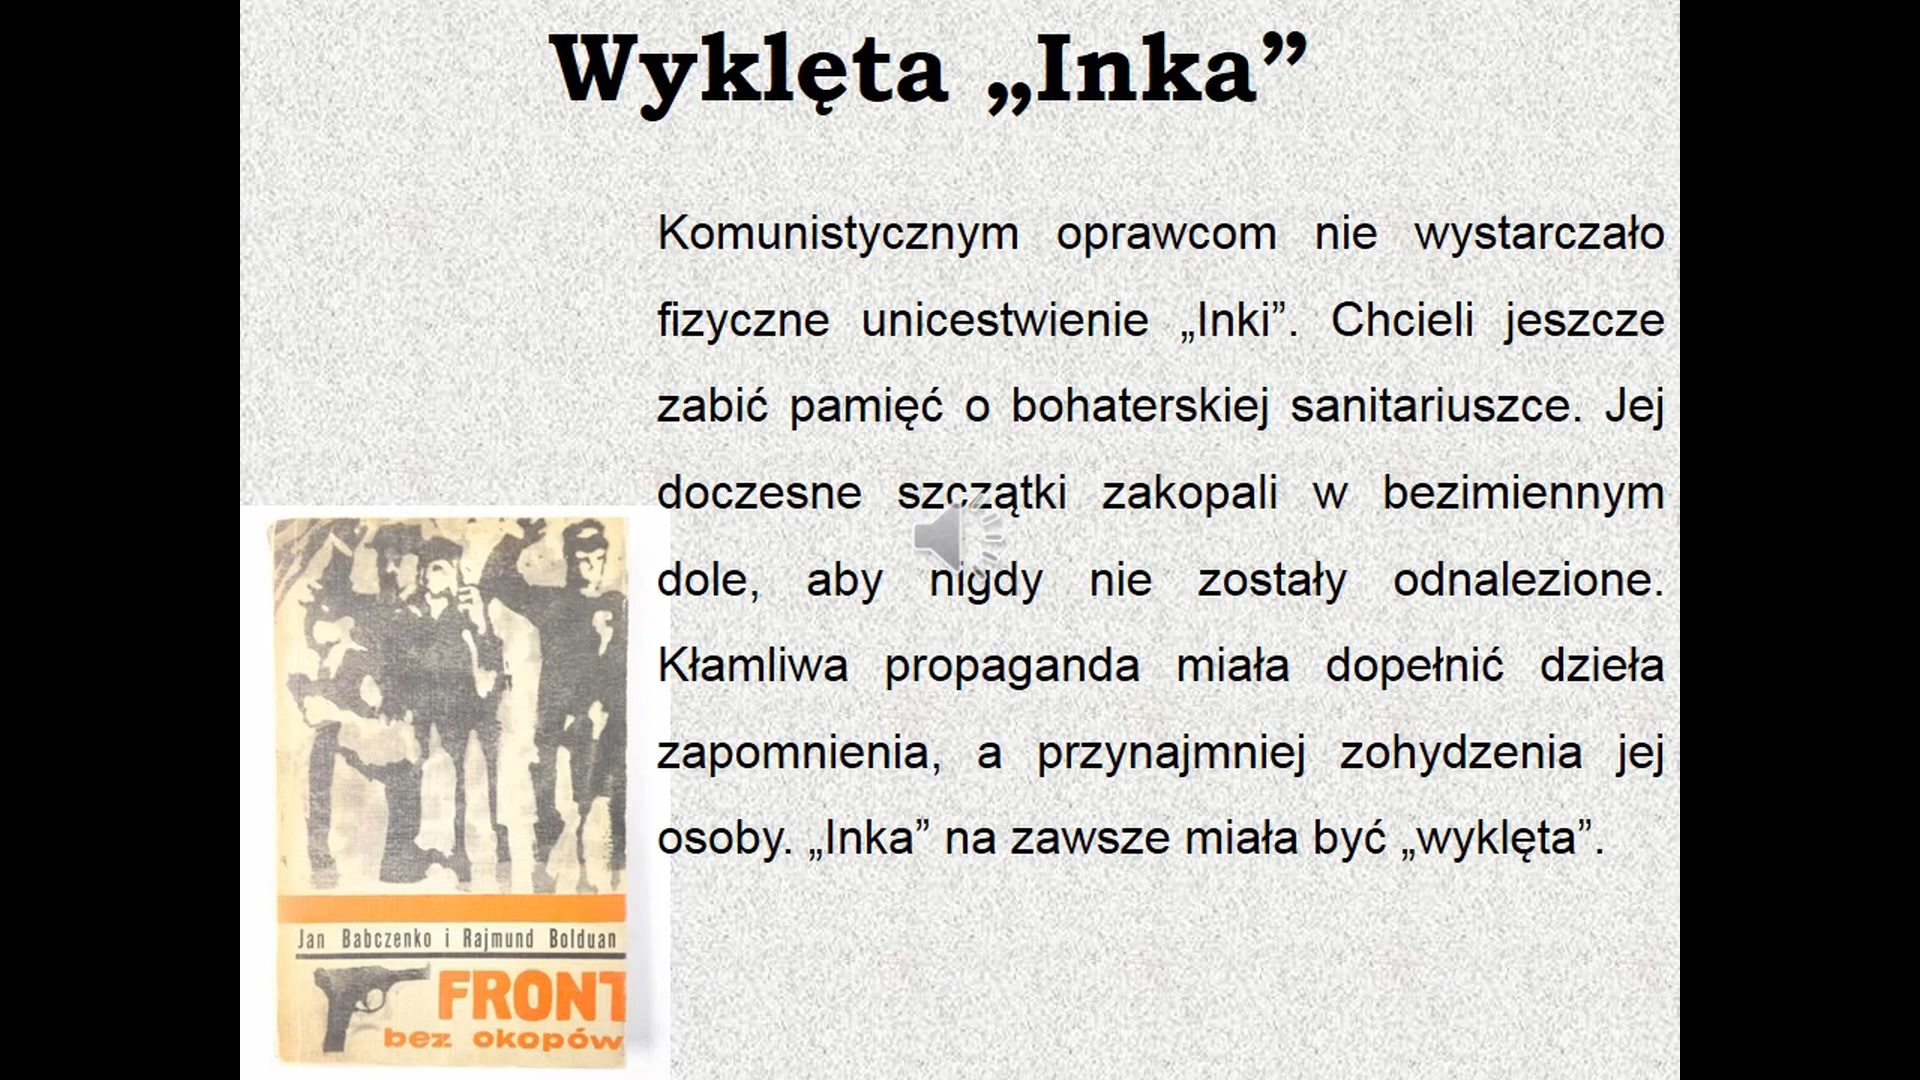 Wyklęta „Inka”
Komunistycznym oprawcom nie wystarczało
fizyczne unicestwienie „Inki”. Chcieli jeszcze
zabić pamięć o bohaterskiej sanitariuszce. Jej
doczesne szczątki zakopali w bezimiennym
dole, aby nigdy nie zostały odnalezione.
Kłamliwa propaganda miała dopełnić dzieła
zapomnienia, a przynajmniej zohydzenia jej
osoby. „Inka” na zawsze miała być „wyklęta”.
Jan Babczenko i Rajmund Bolduan
FRONT
bez okopów